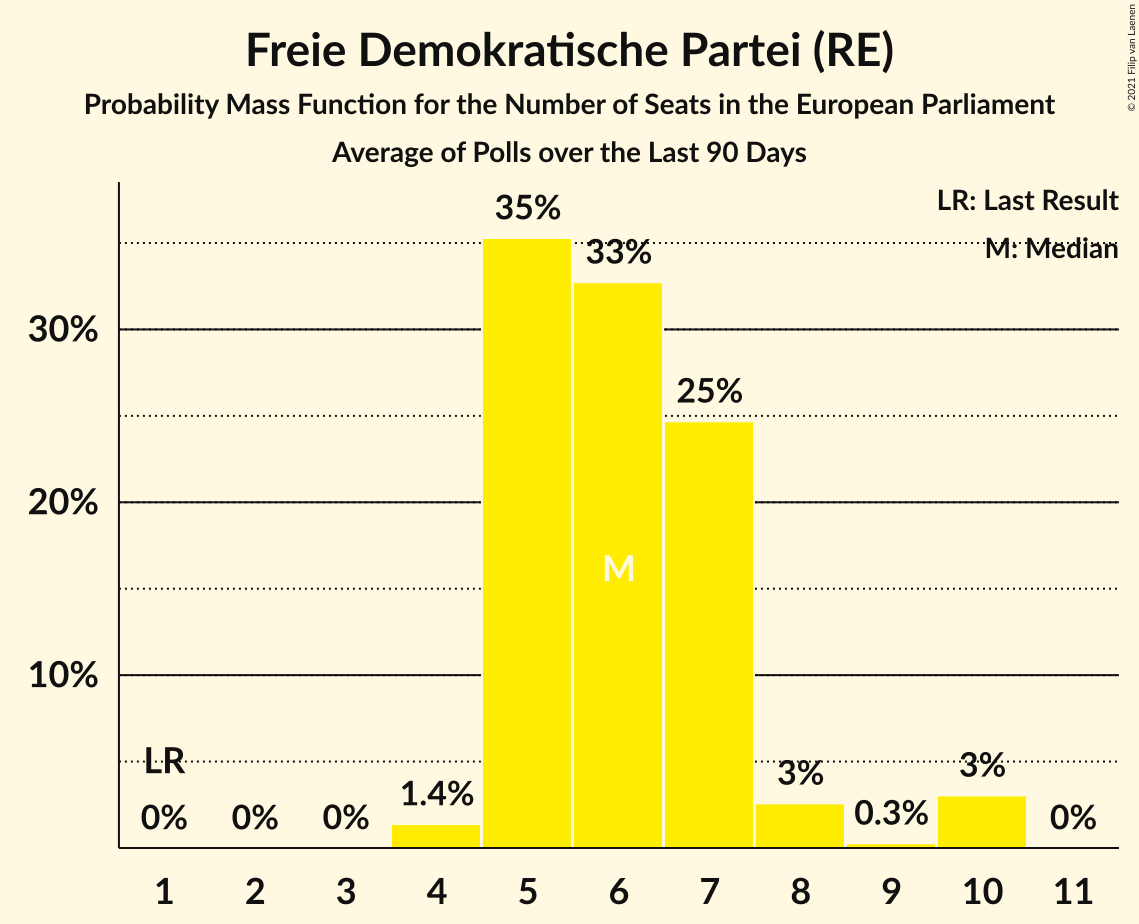 Freie Demokratische Partei (RE)
Probability Mass Function for the Number of Seats in the European Parliament
Average of Polls over the Last 90 Days
© 2021 Filip van Laenen
LR: Last Result
M: Median
35%
33%
30%
25%
20%
M
10%
LR
0%
0%
0%
1.4%
3%
0.3%
3%
0%
1 2 3 4 5 6 7 8 9 10 11